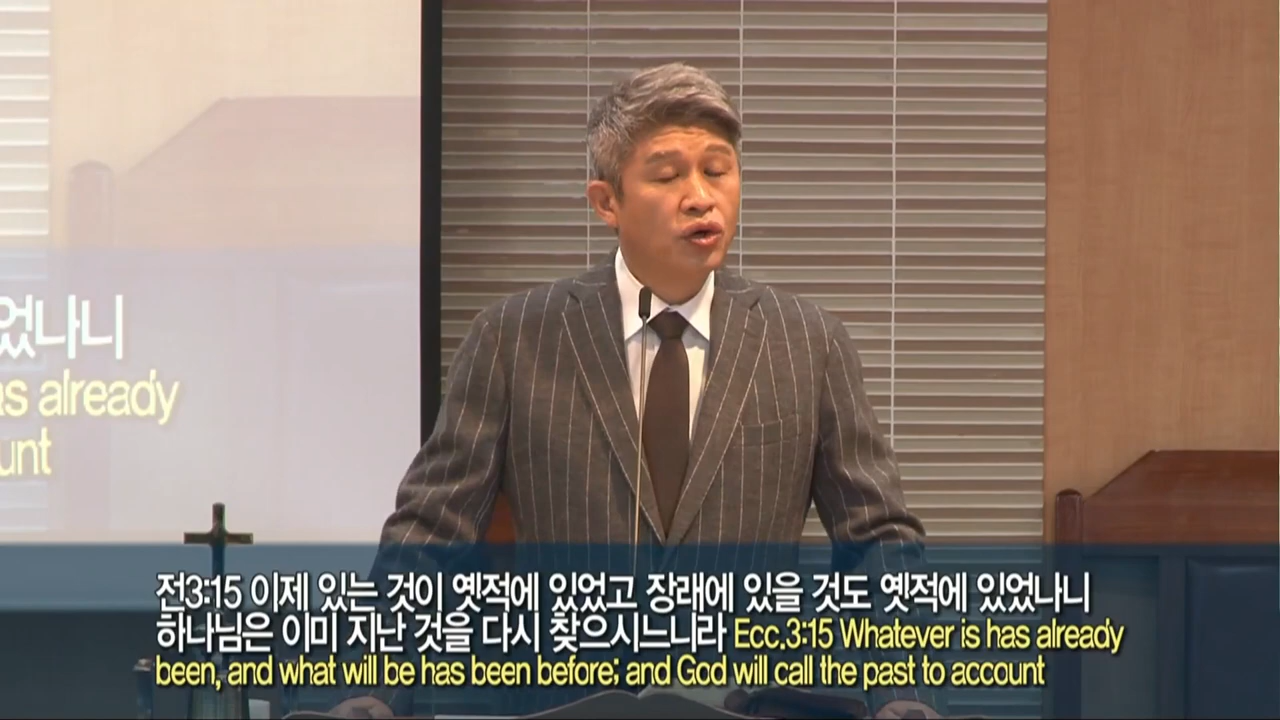 었나니
as already
unt
전3:15 이제 있는 것이 옛적에 있었고 장래에 있을 것도 옛적에 있었나니
하나님은 이미 지난 것을 다시 찾으시느니라 Ecc.3:15 Whatever is has already
been, and what will be has been before; and God will call the past to account